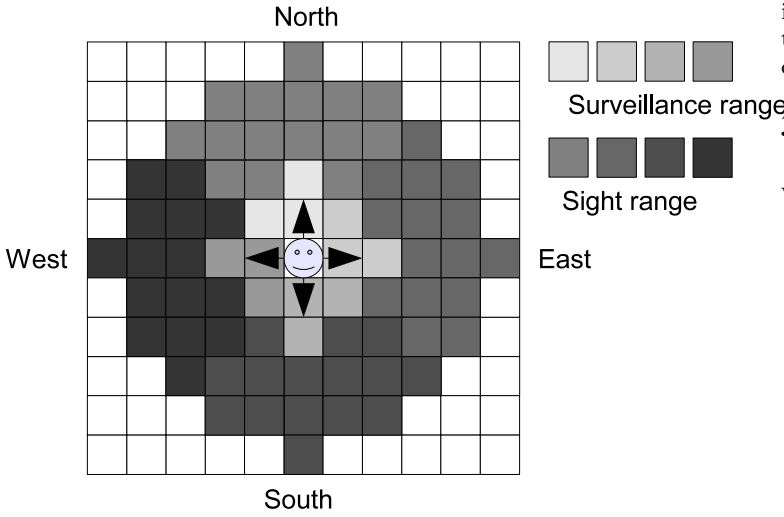 North
Surveillance range
Sight range
West
East
South